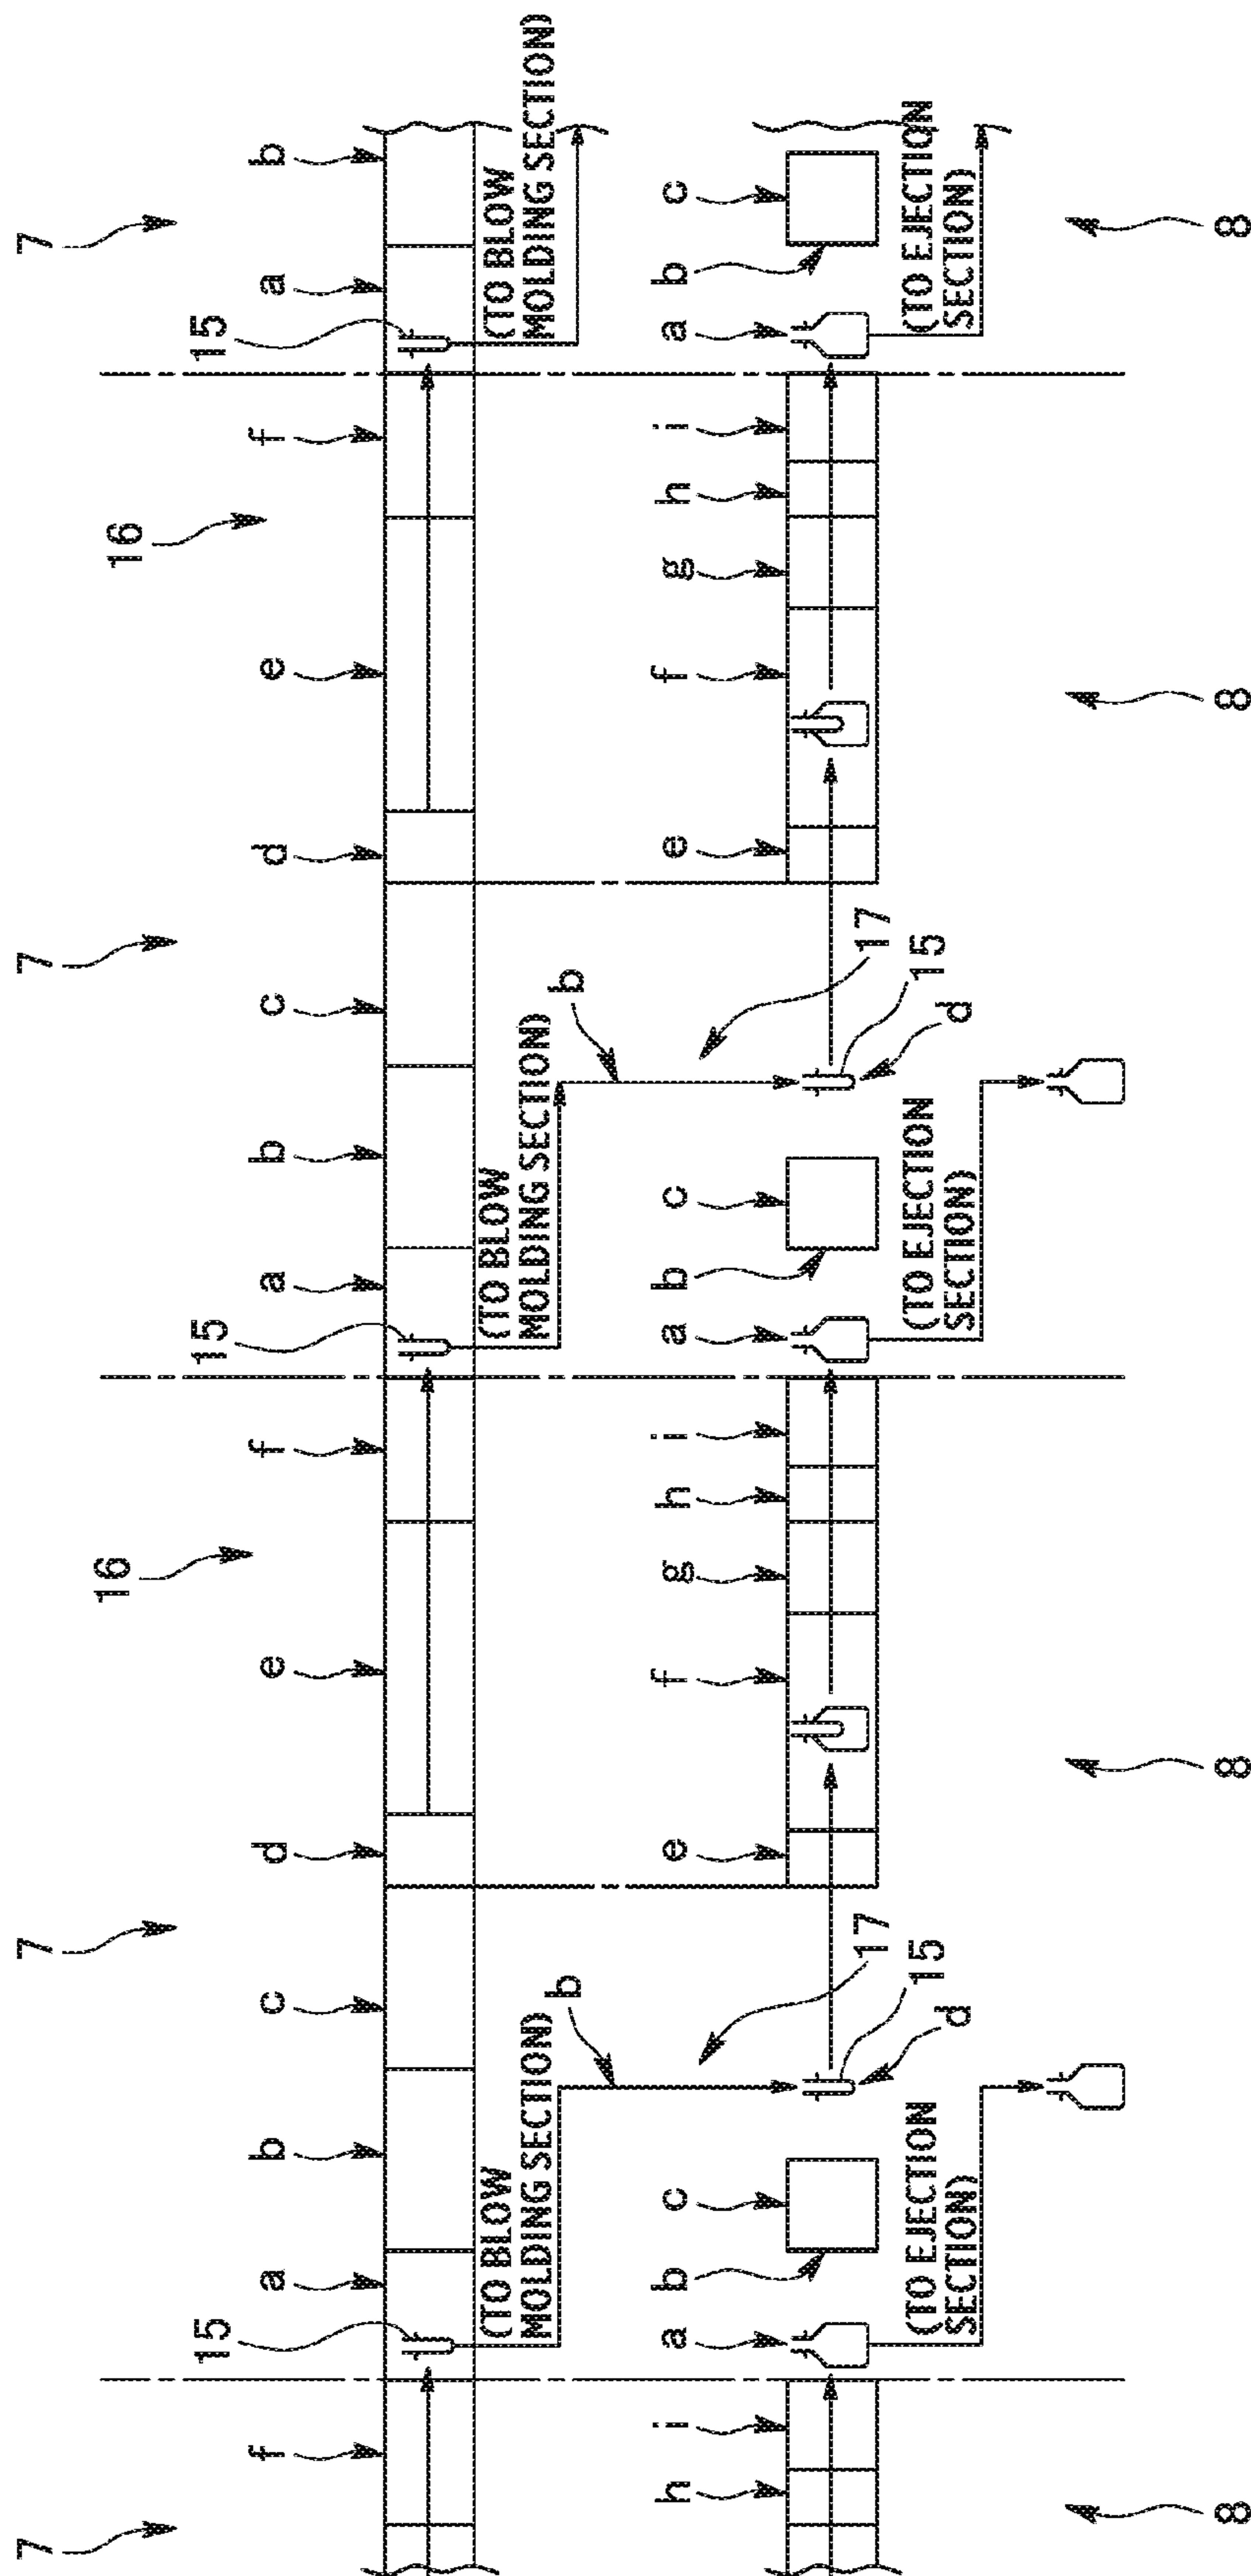 7 7 7 7
16 16
15 15 15
f a b c d e f a b c d e f a b
(TO BLOW
MOLDING SECTION)
(TO BLOW
MOLDING SECTION)
(TO BLOW
MOLDING SECTION)
b b
h i a b c e f g h i a b c e f g h i a b c
17 17
15 15
d d
(TO EJECTION
SECTION)
(TO EJECTION
SECTION)
(TO EJECTION
SECTION)
8 8 8 8